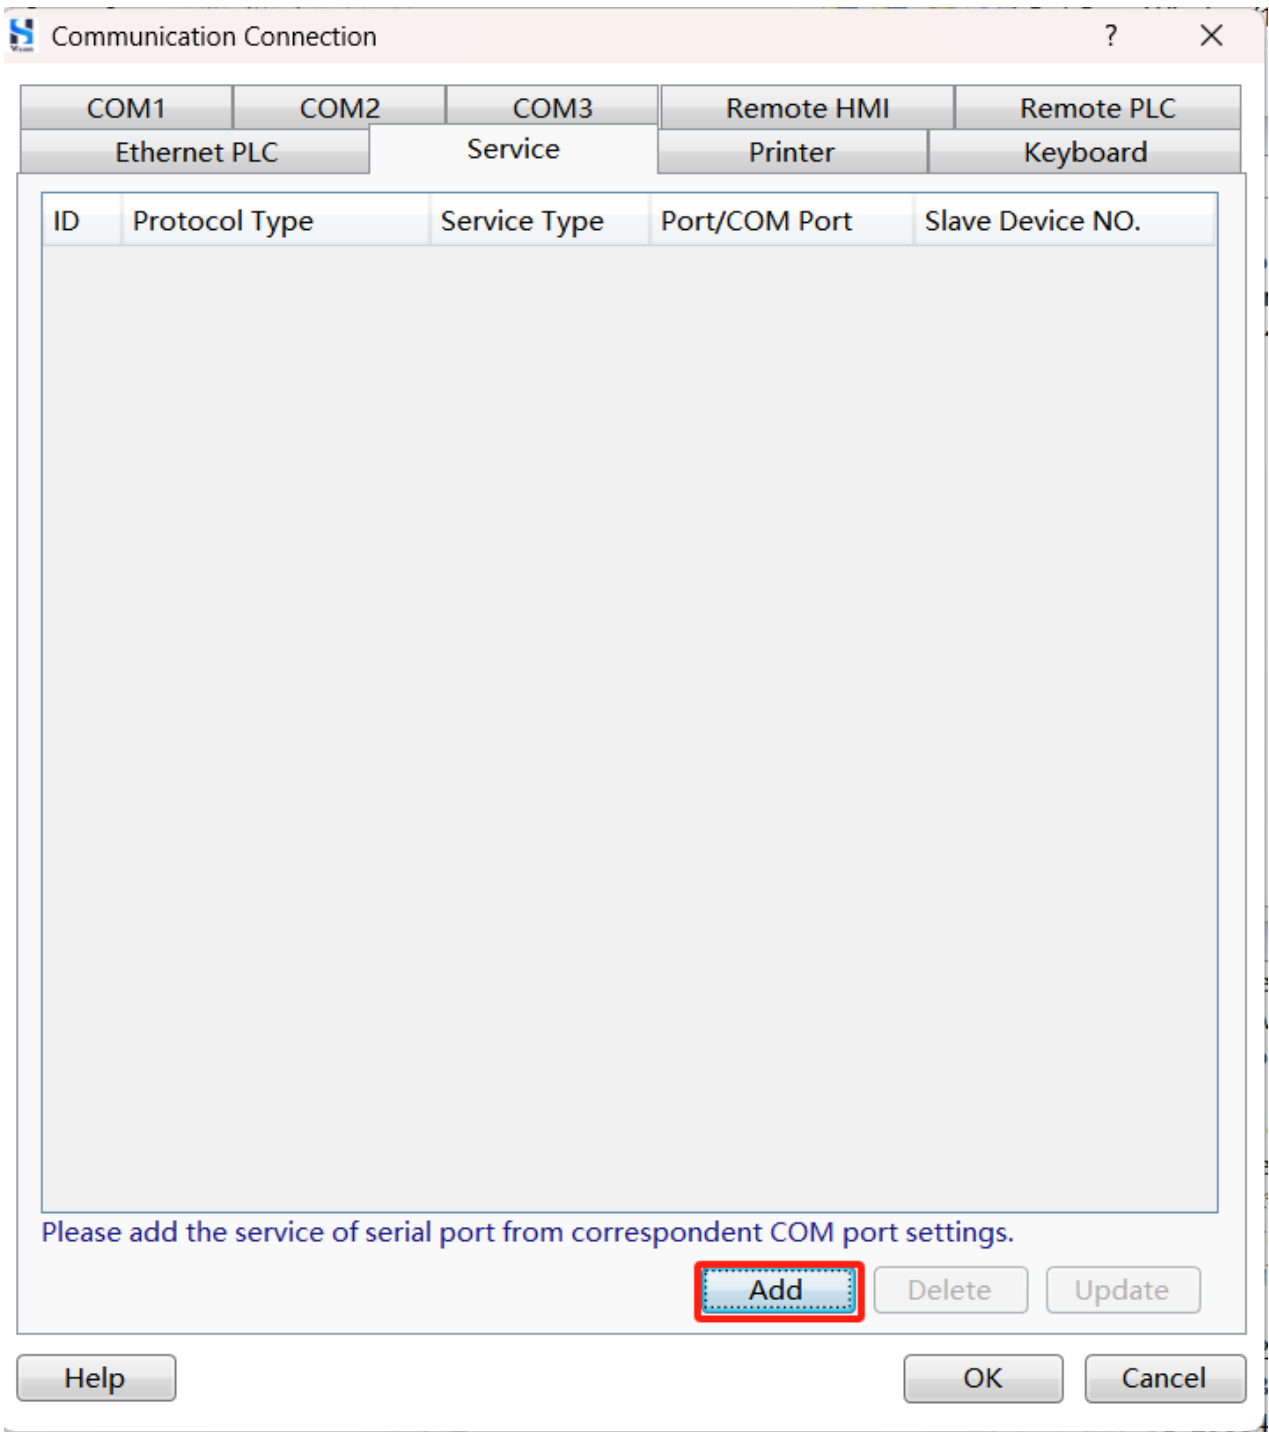 Communication Connection ?
COM1 COM2 COM3 Remote HMI Remote PLC
Ethernet PLC Service Printer Keyboard
ID Protocol Type Service Type Port/COM Port Slave Device NO.
Please add the service of serial port from correspondent COM port settings.
Add Delete Update
Help OK Cancel